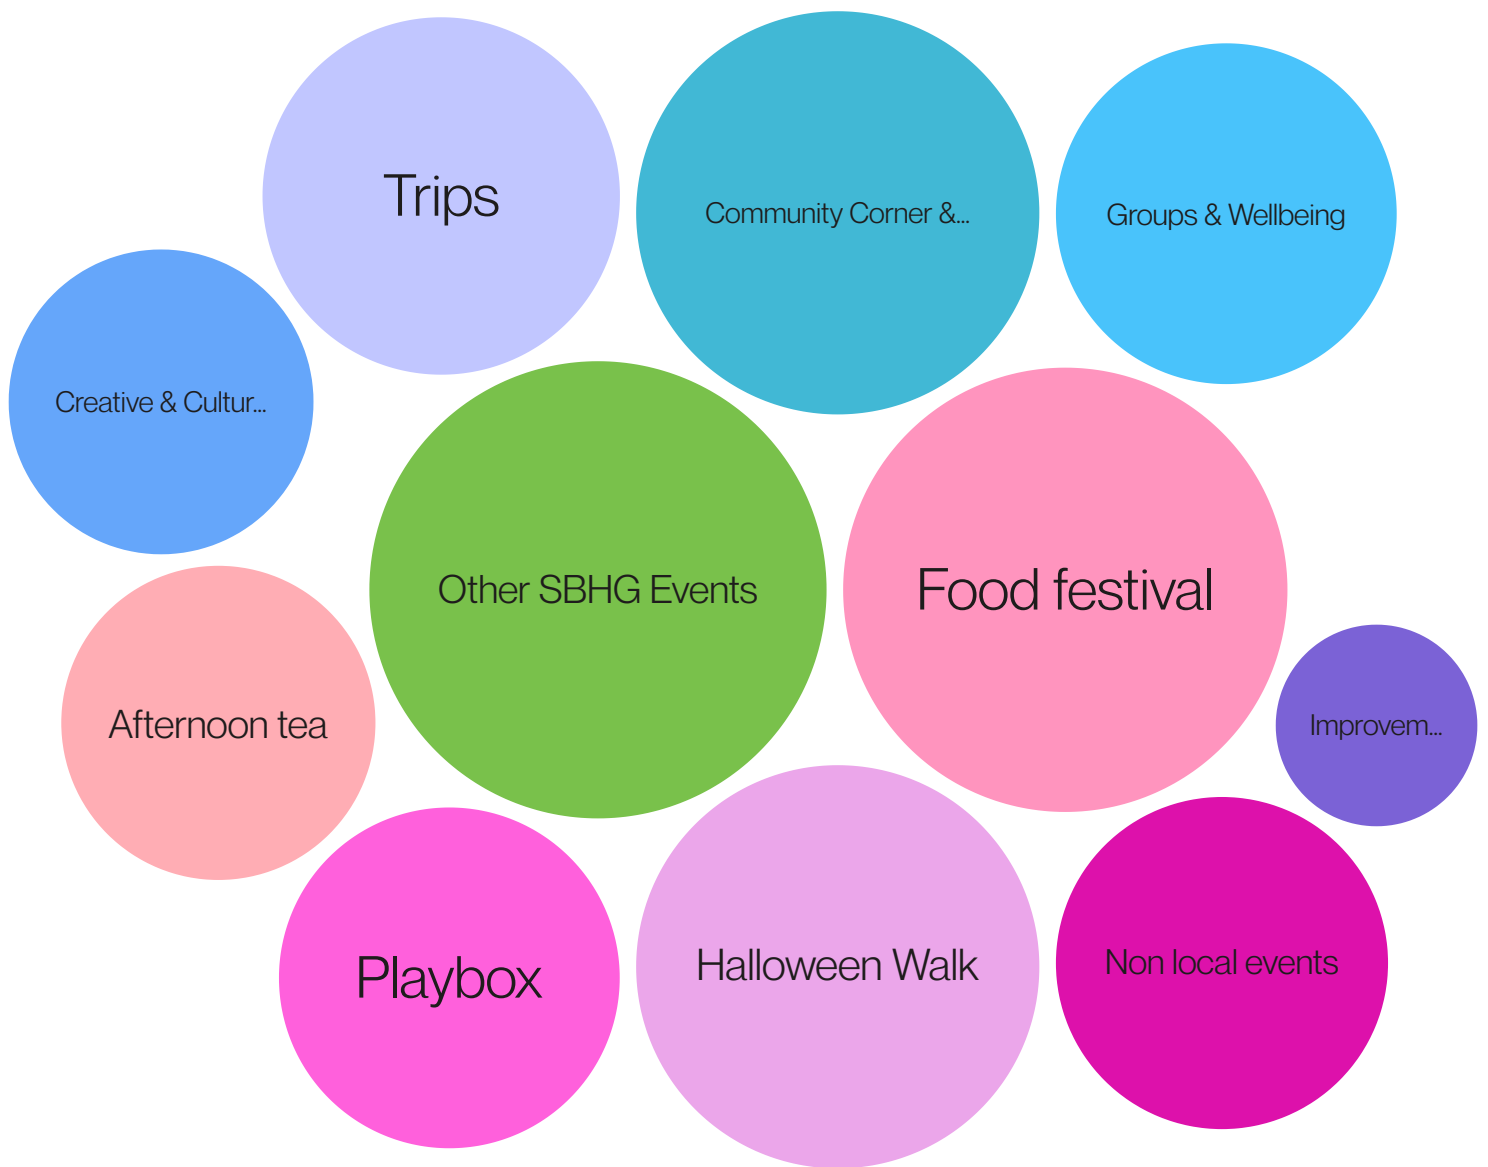 Trips
Community Corner &...
Groups & Wellbeing
Creative & Cultur...
Other SBHG Events
Food festival
Afternoon tea
Improvem...
Playbox
Halloween Walk
Non local events